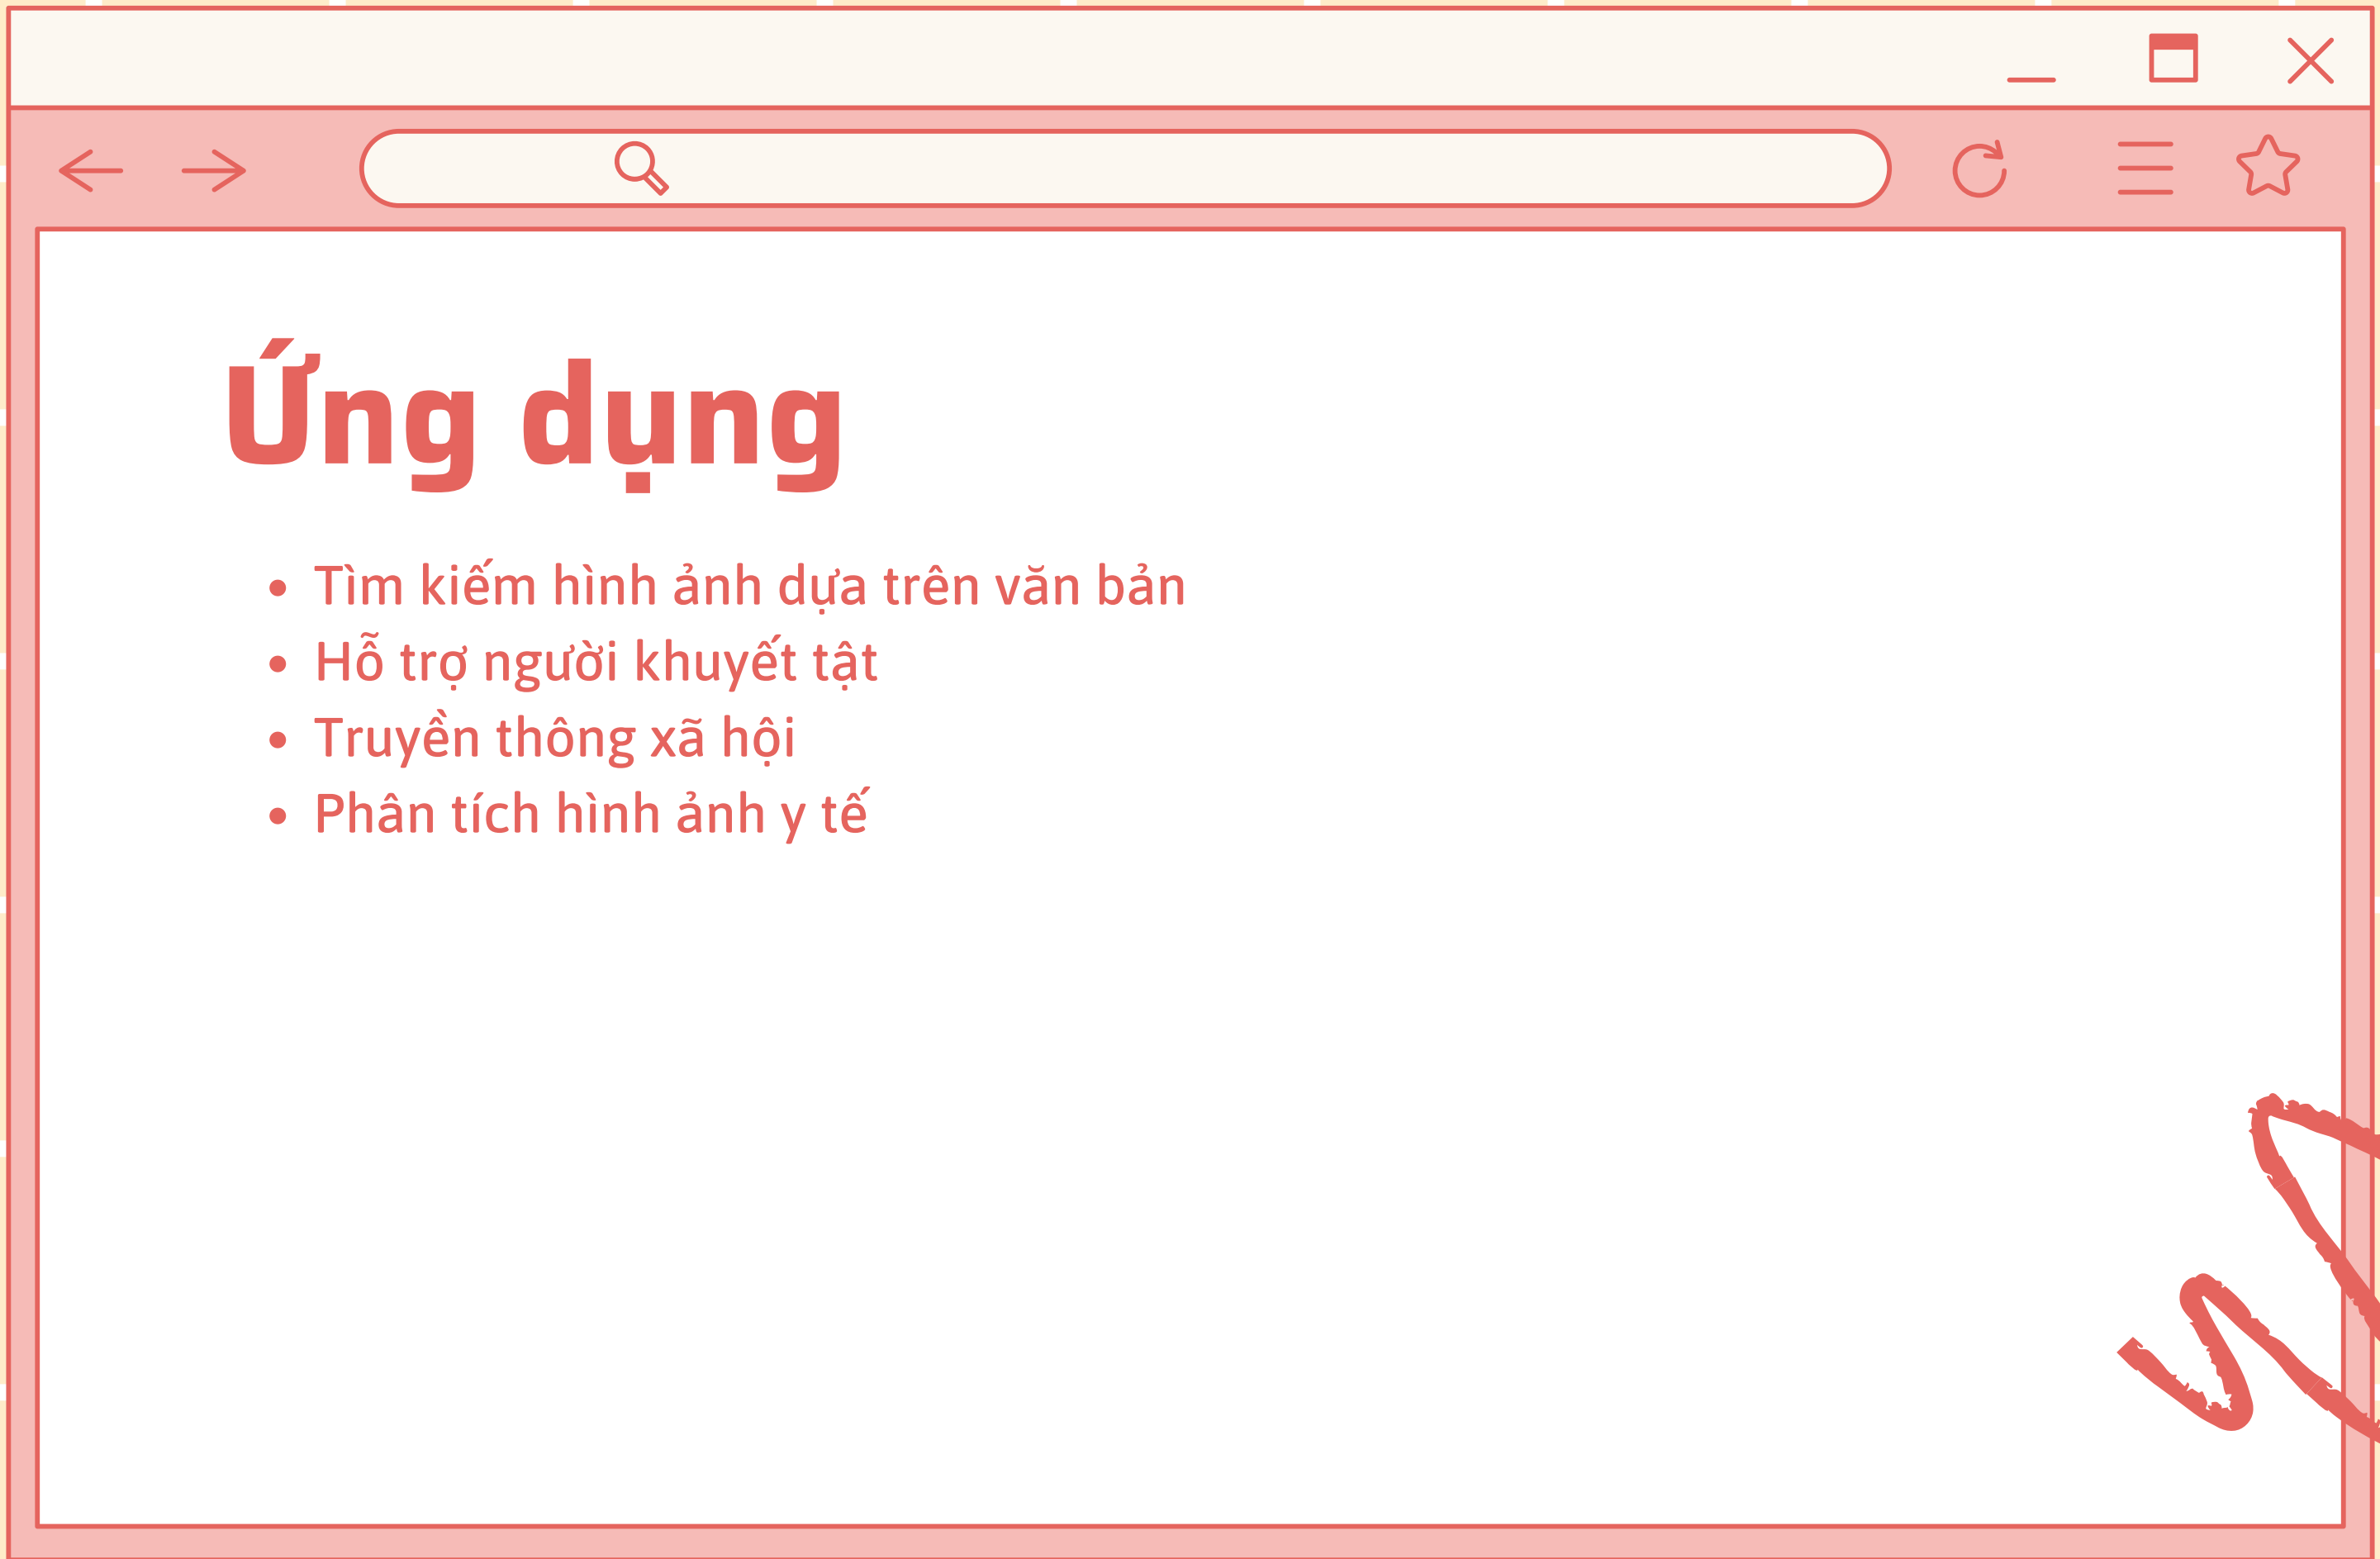 Ứng dụng
• Tìm kiếm hình ảnh dựa trên văn bản
• Hỗ trợ người khuyết tật
• Truyền thông xã hội
• Phân tích hình ảnh y tế